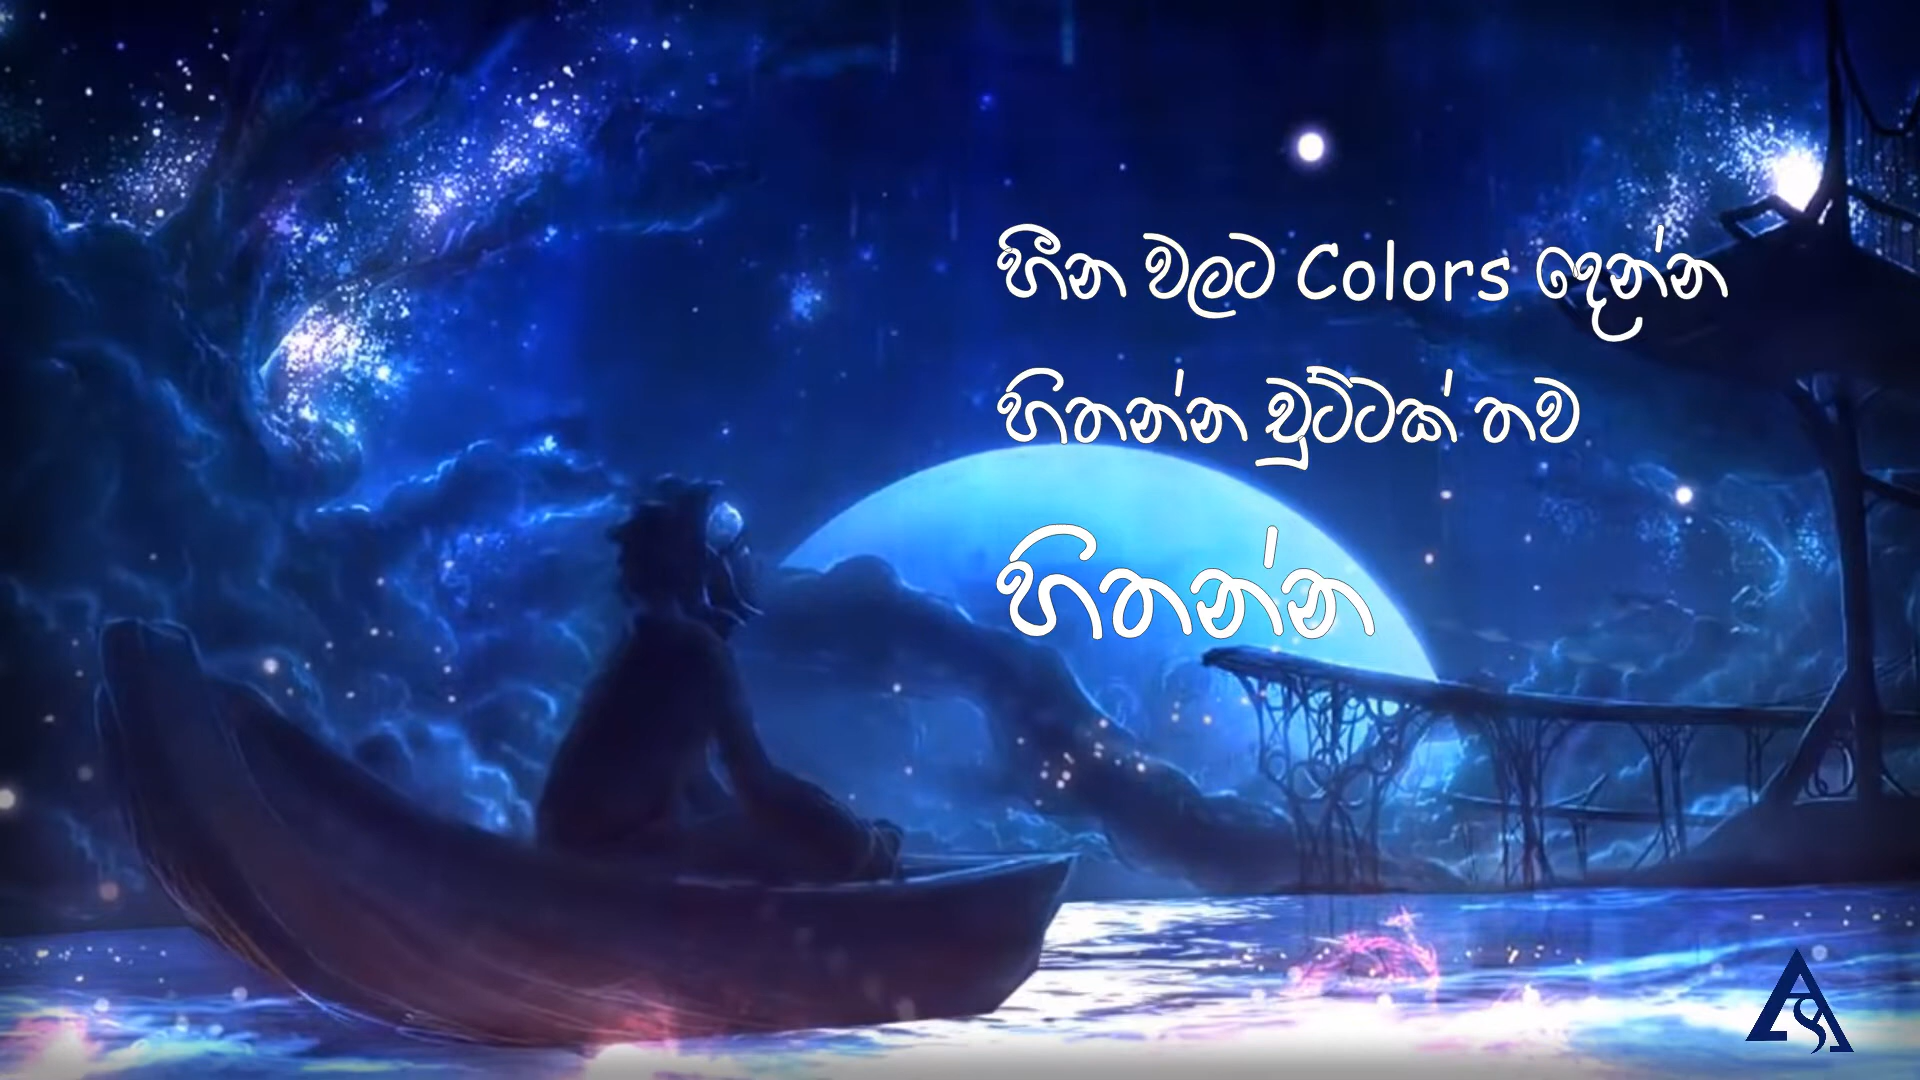 හීන වලට Colors දෙන්න
හිතන්න චුට්ටක් තව
හිතන්න